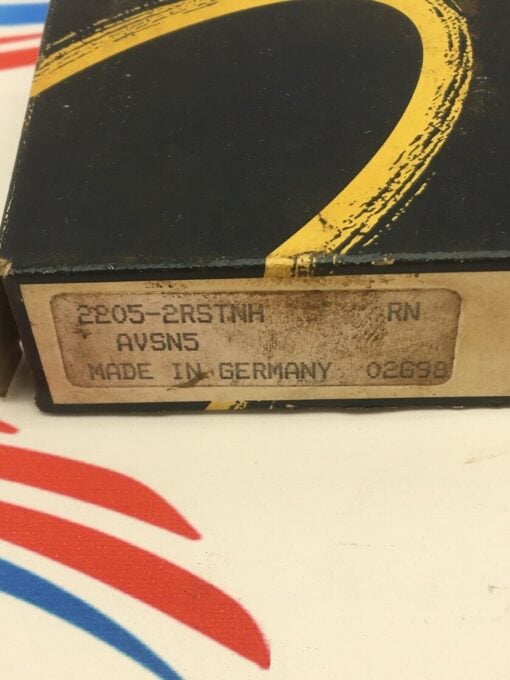 2205-2RSTNH RN
AVSN5
MADE IN GERMANY 02698